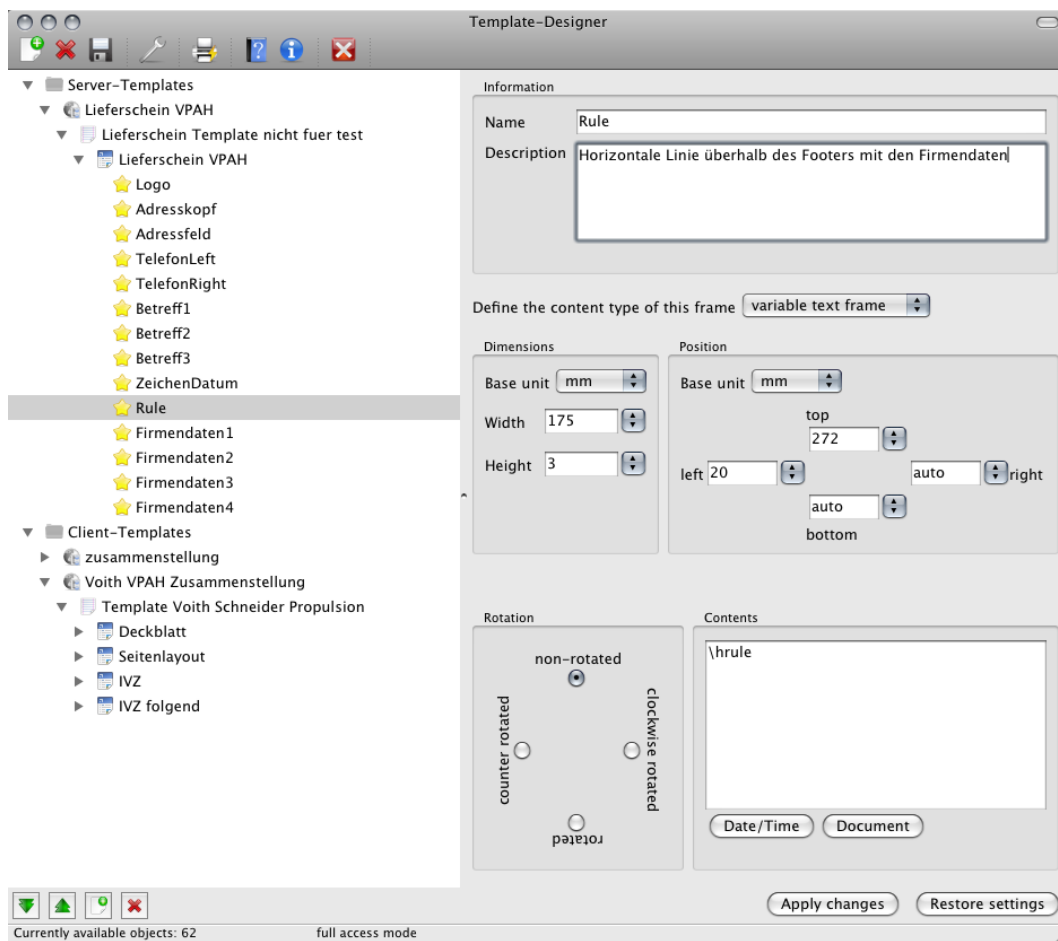 Template-Designer
Server-Templates
Lieferschein VPAH
Lieferschein Template nicht fuer test
Lieferschein VPAH
Logo
Adresskopf
Adressfeld
TelefonLeft
TelefonRight
Betreff1
Betreff2
Betreff3
ZeichenDatum
Rule
Firmendaten1
Firmendaten2
Firmendaten3
Firmendaten4
Client-Templates
zusammenstellung
Voith VPAH Zusammenstellung
Template Voith Schneider Propulsion
Deckblatt
Seitenlayout
IVZ
IVZ folgend
Information
Name Rule
Description Horizontale Linie überhalb des Footers mit den Firmendaten
Define the content type of this frame variable text frame
Dimensions
Base unit mm
Width 175
Height 3
Position
Base unit mm
top
272
left 20 auto right
auto
bottom
Rotation
non-rotated
counter rotated
clockwise rotated
rotated
Contents
\hrule
Date/Time Document
Apply changes Restore settings
Currently available objects: 62 full access mode